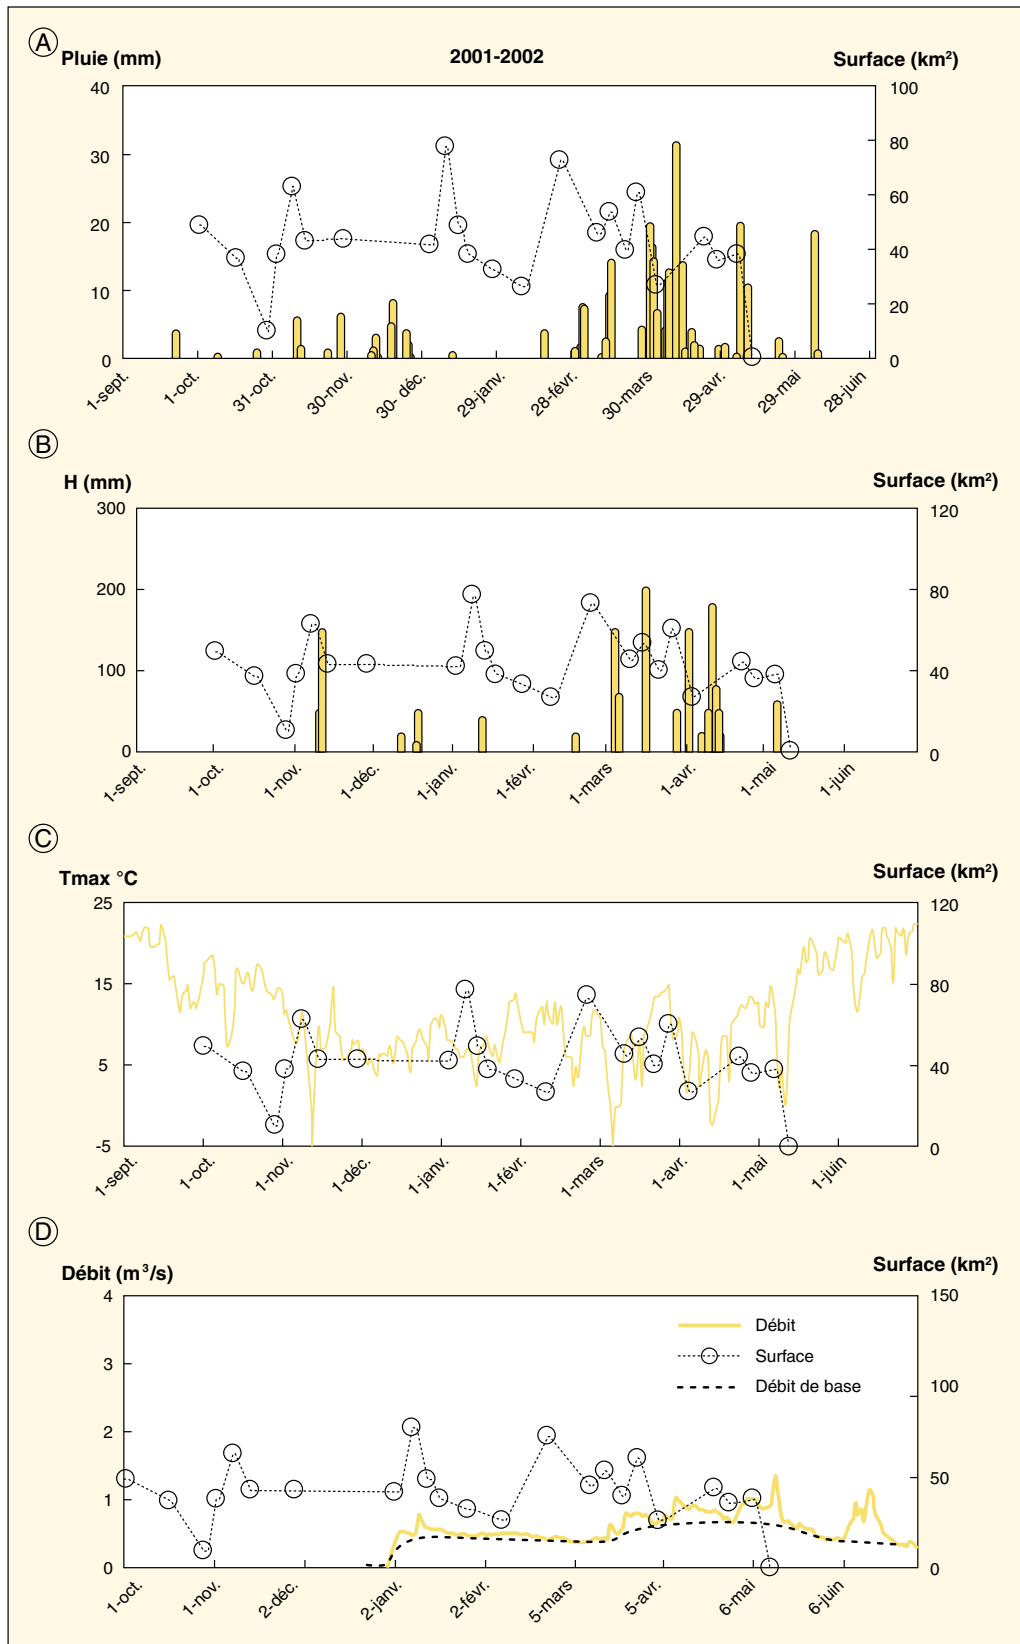 A
Pluie (mm) 2001-2002 Surface (km²)
40 100
30 80
60
20
40
10
20
0 0
1-sept. 1-oct. 31-oct. 30-nov. 30- déc. 29-janv. 28-févr. 30-mars 29-avr. 29-mai 28-juin
B
H (mm) Surface (km²)
300 120
200 80
100 40
0 0
1-sept. 1-oct. 1-nov. 1-déc. 1-janv. 1-févr. 1-mars 1-avr. 1-mai 1-juin
C
Tmax °C Surface (km²)
25 120
15 80
5 40
-5 0
1-sept. 1-oct. 1-nov. 1-déc. 1-janv. 1-févr. 1-mars 1-avr. 1-mai 1-juin
D
Débit (m³/s) Surface (km²)
4 150
Débit
3
Surface
100
Débit de base
2
50
1
0 0
1-oct. 1-nov. 2-déc. 2-janv. 2-févr. 5-mars 5-avr. 6-mai 6-juin